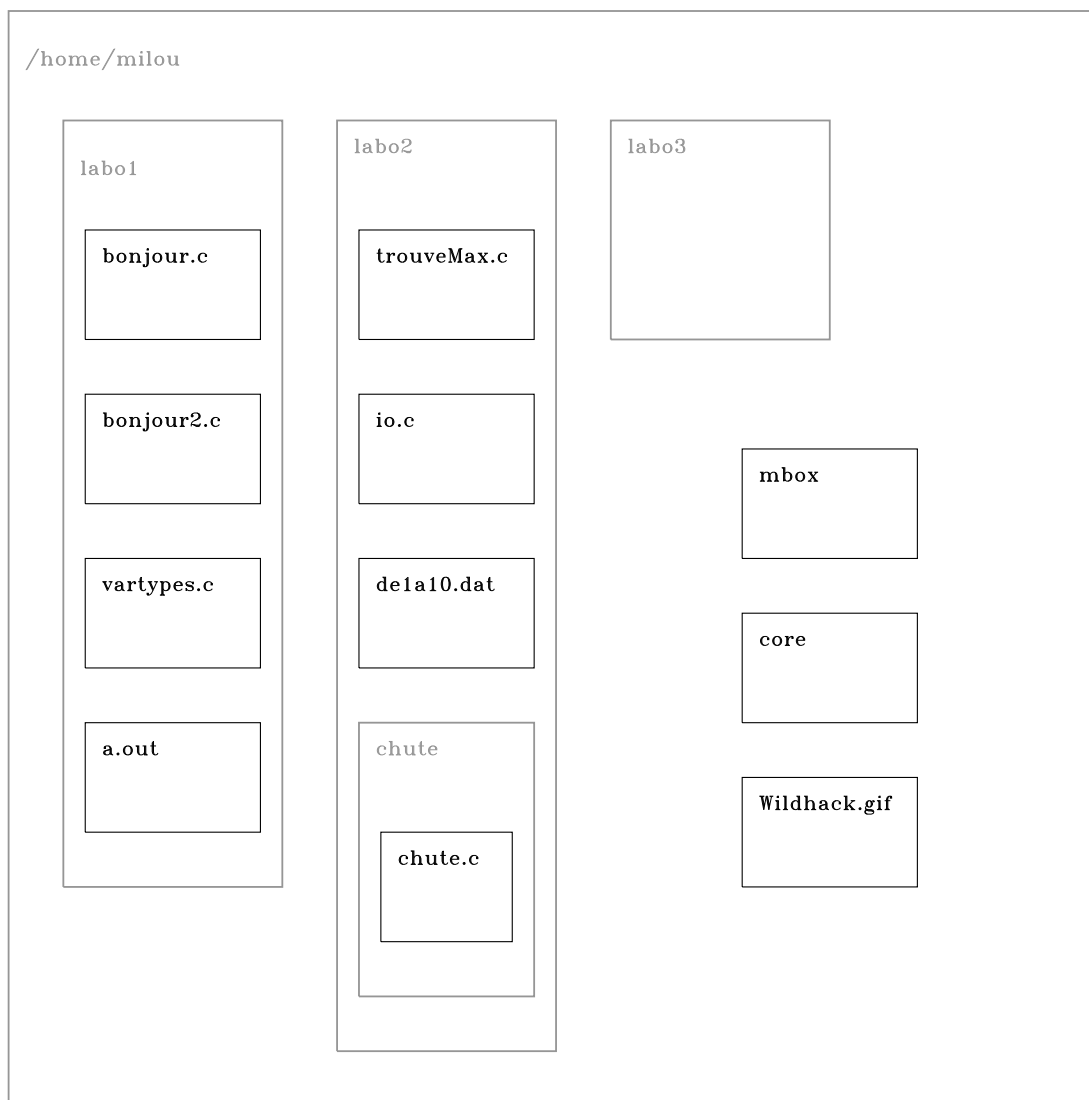 /home/milou
labo1
bonjour.c
bonjour2.c
vartypes.c
a.out
labo2
trouveMax.c
io.c
de1a10.dat
chute
chute.c
labo3
mbox
core
Wildhack.gif